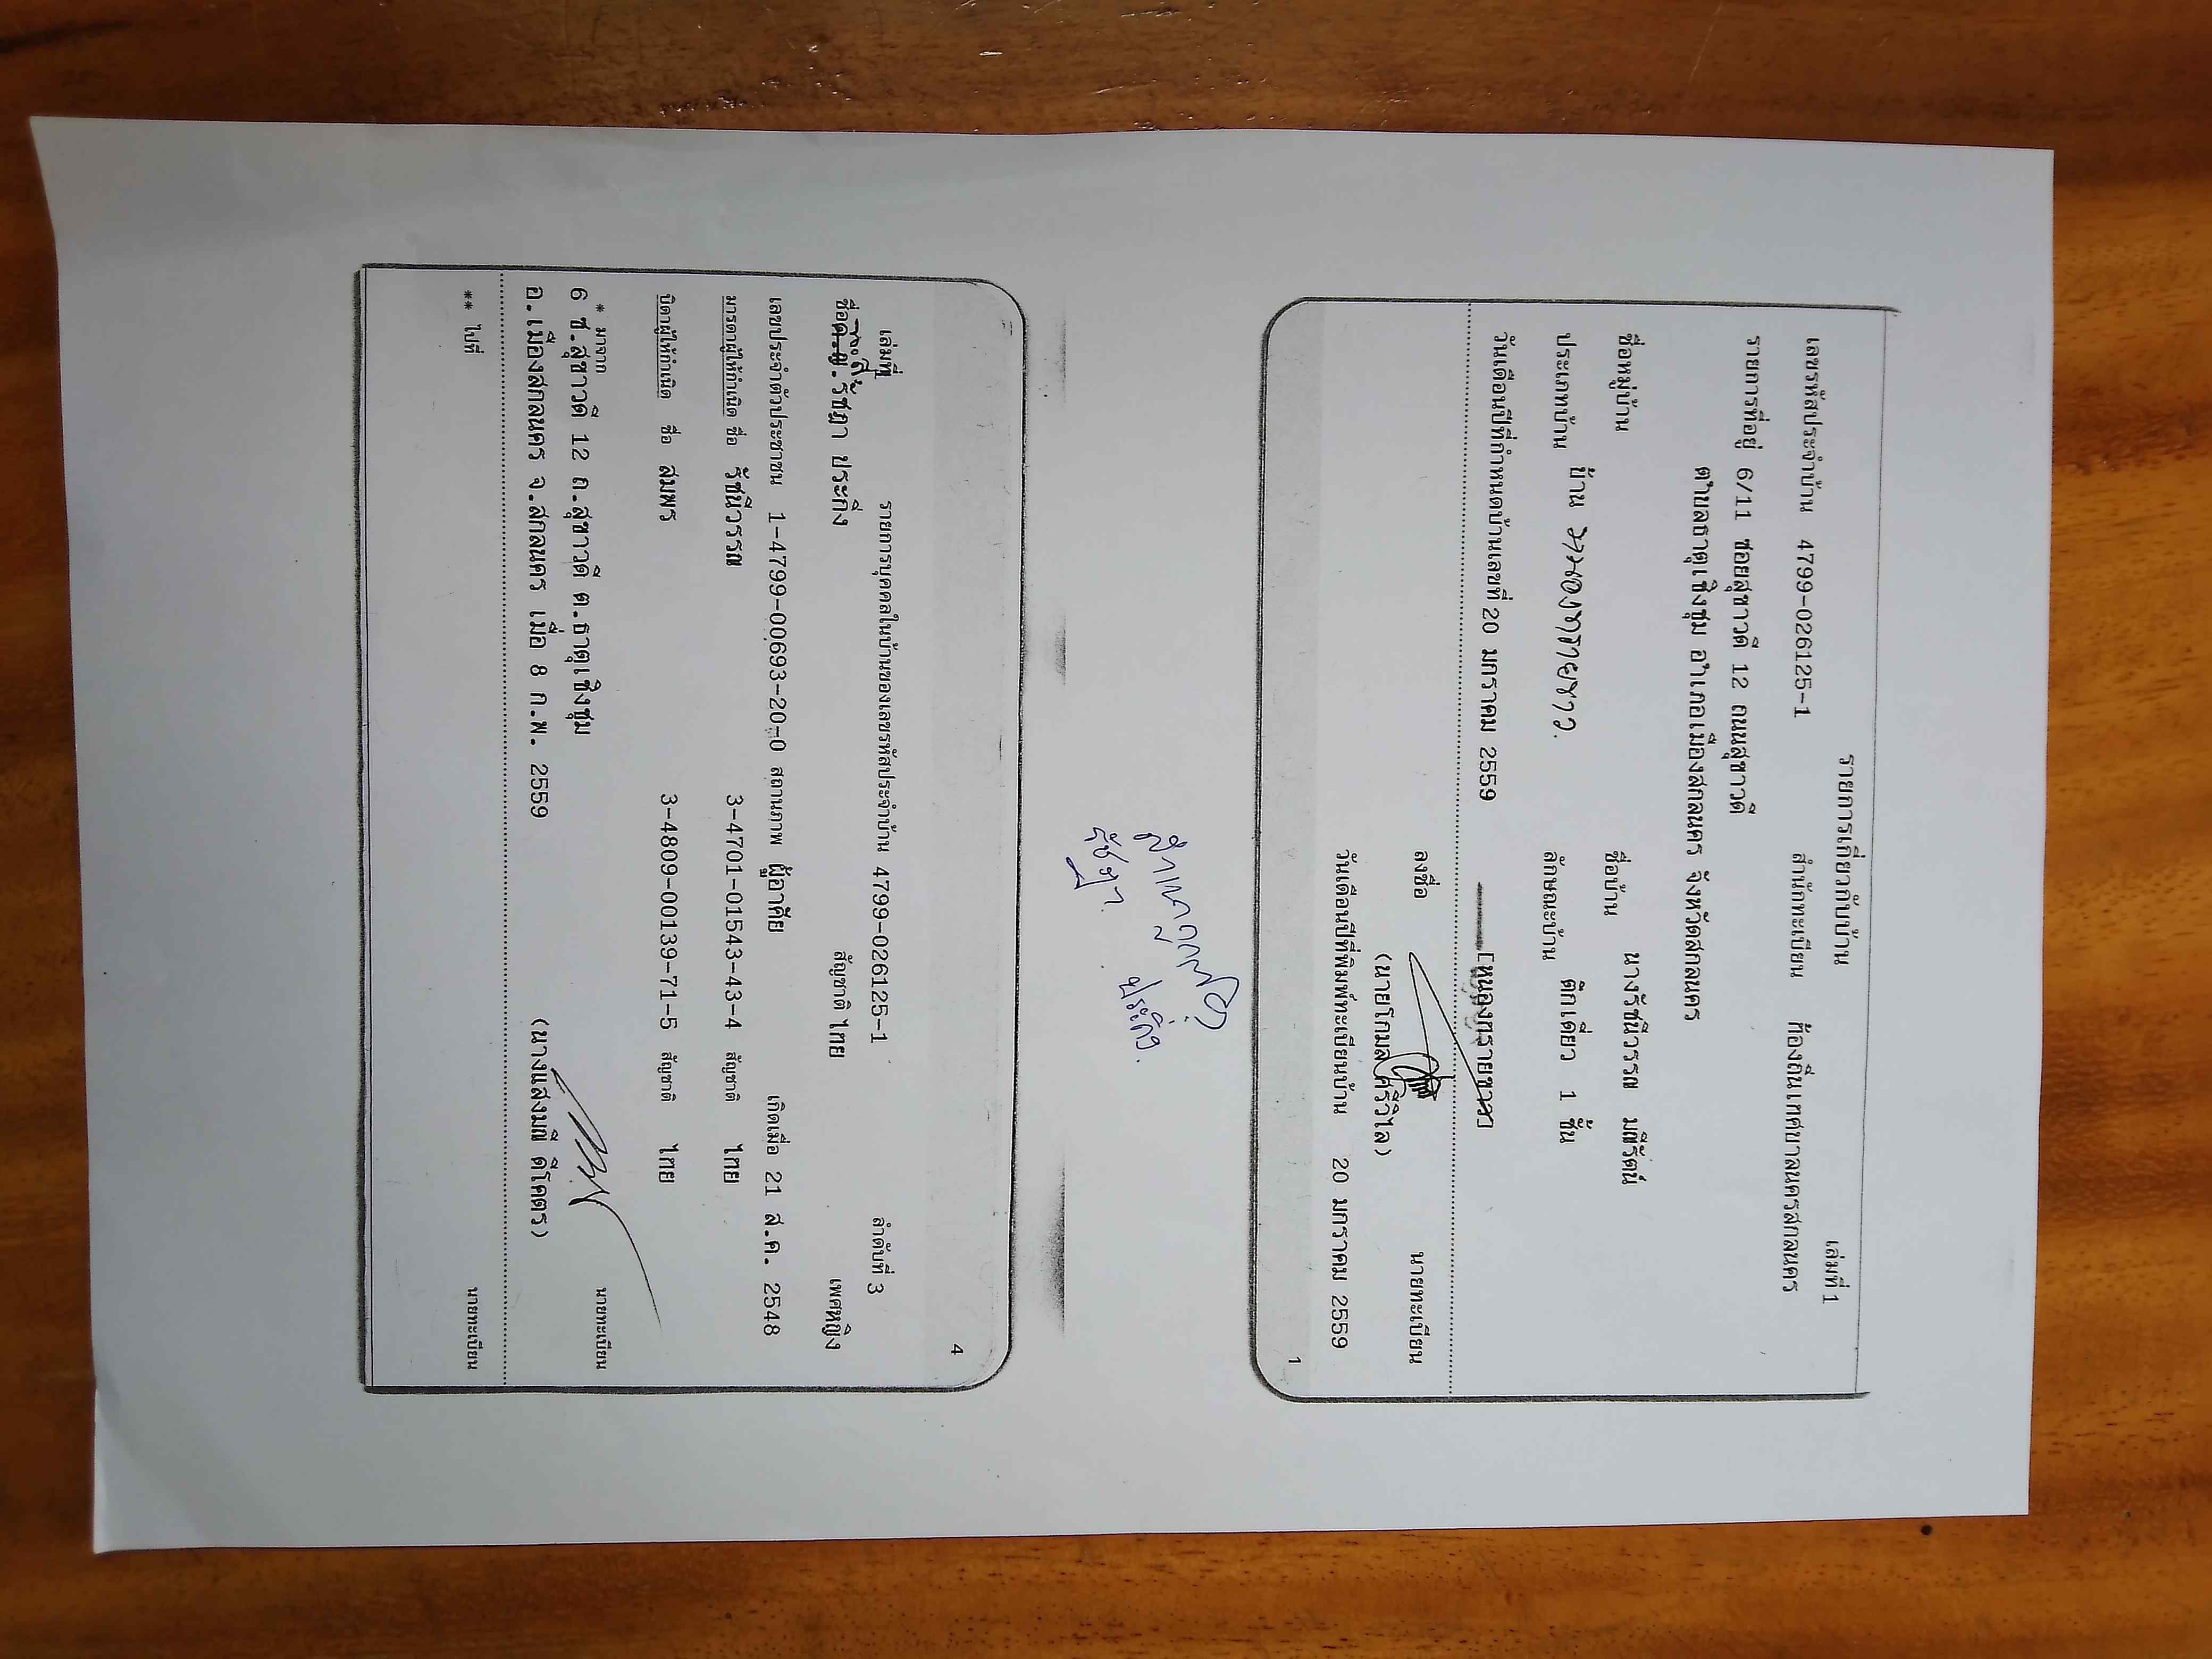 รายการเกี่ยวกับบ้าน เล่มที่ 1
เลขรหัสประจำบ้าน 4799-026125-1 สำนักทะเบียน ท้องถิ่นเทศบาลนครสกลนคร
รายการที่อยู่ 6/11 ซอยสุขาวดี 12 ถนนสุขาวดี
ตำบลธาตุเชิงชุม อำเภอเมืองสกลนคร จังหวัดสกลนคร
ชื่อหมู่บ้าน ชื่อบ้าน นางรัชนีวรรณ มณีรัตน์
ประเภทบ้าน บ้าน ลักษณะบ้าน ตึกเดี่ยว 1 ชั้น
[หนองทรายขาว]
วันเดือนปีที่กำหนดบ้านเลขที่ 20 มกราคม 2559
ลงชื่อ นายทะเบียน
(นายโกมล ศรีวิไล)
วันเดือนปีที่พิมพ์ทะเบียนบ้าน 20 มกราคม 2559
1
สำเนาถูกต้อง
รัชฎา ประกิ่ง
4
เล่มที่ 1 รายการบุคคลในบ้านของเลขรหัสประจำบ้าน 4799-026125-1 ลำดับที่ 3
ชื่อ ด.ญ.รัชฎา ประกิ่ง สัญชาติ ไทย เพศหญิง
เลขประจำตัวประชาชน 1-4799-00693-20-0 สถานภาพ ผู้อาศัย เกิดเมื่อ 21 ส.ค. 2548
มารดาผู้ให้กำเนิด ชื่อ รัชนีวรรณ 3-4701-01543-43-4 สัญชาติ ไทย
บิดาผู้ให้กำเนิด ชื่อ สมพร 3-4809-00139-71-5 สัญชาติ ไทย
* มาจาก นายทะเบียน
6 ซ.สุขาวดี 12 ถ.สุขาวดี ต.ธาตุเชิงชุม
อ.เมืองสกลนคร จ.สกลนคร เมื่อ 8 ก.พ. 2559 (นางแสงมณี ดีโคตร)
** ไปที่ นายทะเบียน